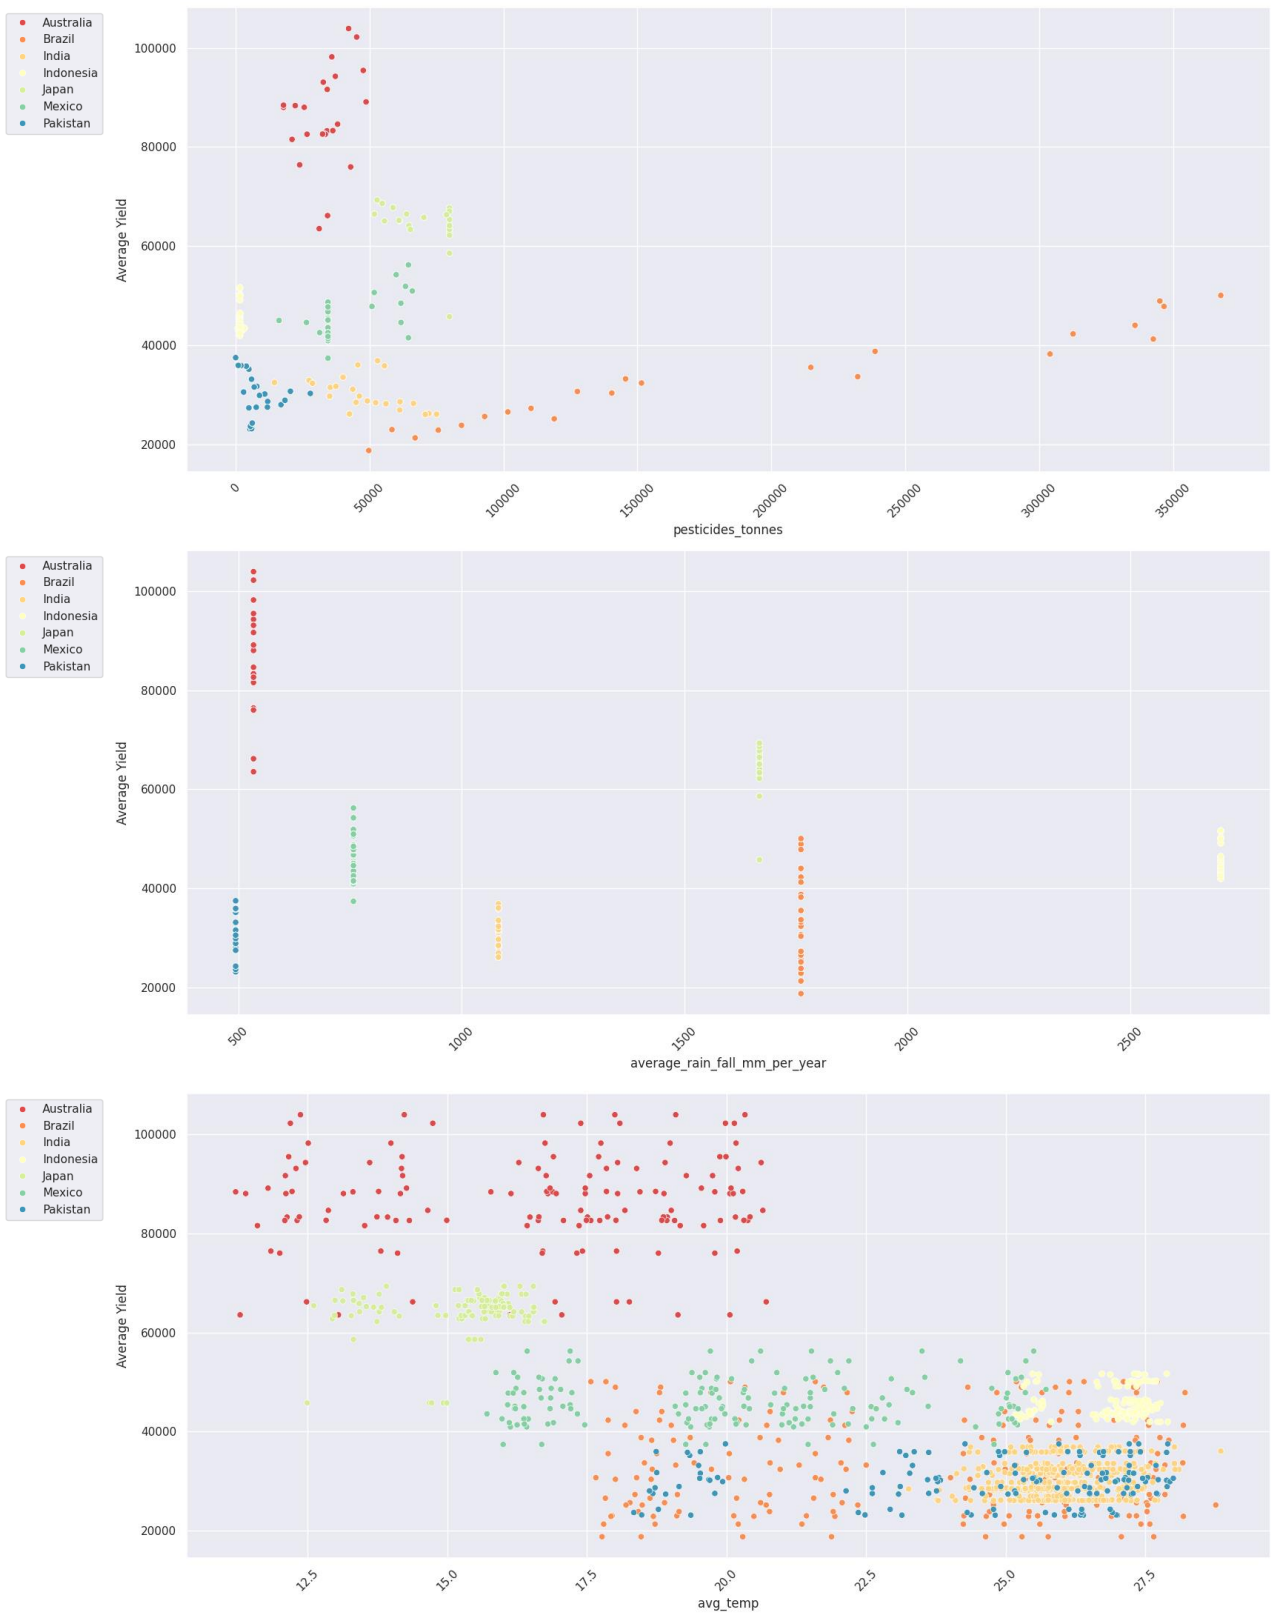 Australia
Brazil
India
Indonesia
Japan
Mexico
Pakistan
Average Yield
100000
80000
60000
40000
20000
0
50000
100000
150000
200000
250000
300000
350000
pesticides_tonnes
Australia
Brazil
India
Indonesia
Japan
Mexico
Pakistan
Average Yield
100000
80000
60000
40000
20000
500
1000
1500
2000
2500
average_rain_fall_mm_per_year
Australia
Brazil
India
Indonesia
Japan
Mexico
Pakistan
Average Yield
100000
80000
60000
40000
20000
12.5
15.0
17.5
20.0
22.5
25.0
27.5
avg_temp